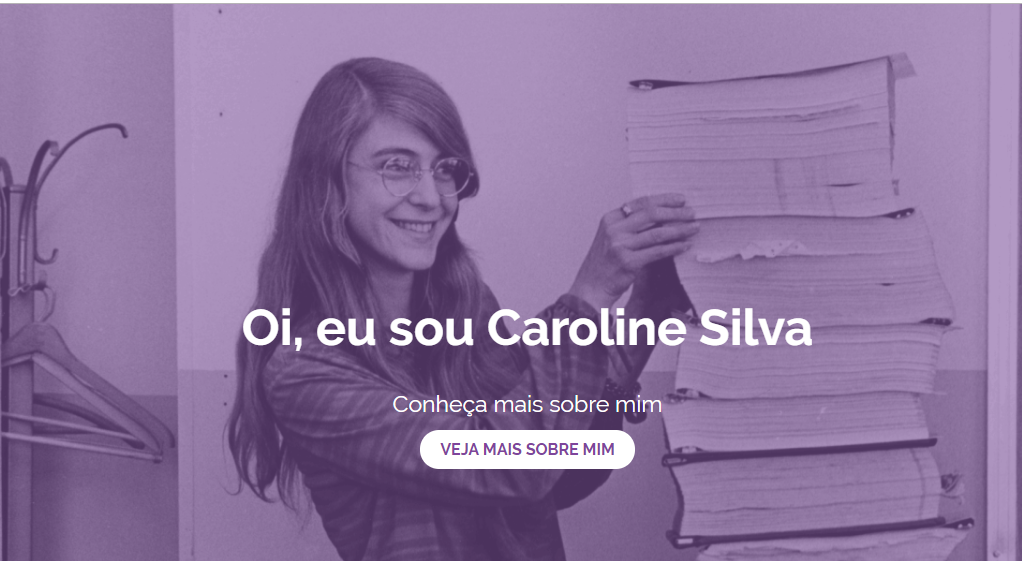 Oi, eu sou Caroline Silva
Conheça mais sobre mim
VEJA MAIS SOBRE MIM